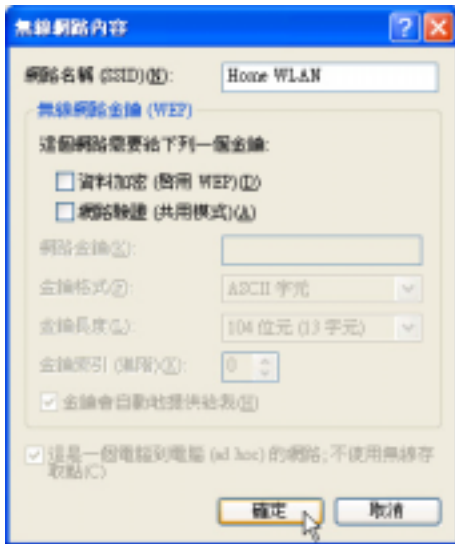 無線網路內容
網路名稱 (SSID)(N):
Home WLAN
無線網路金鑰 (WEP)
這個網路需要給下列一個金鑰:
資料加密 (啓用 WEP)(D)
網路驗證 (共用模式)(A)
網路金鑰(K):
金鑰格式(F):
ASCII 字元
金鑰長度(L):
104 位元 (13 字元)
金鑰索引 (進階)(X):
0
金鑰會自動地提供給我(H)
這是一個電腦到電腦 (ad hoc) 的網路;不使用無線存
取點(C)
確定
取消